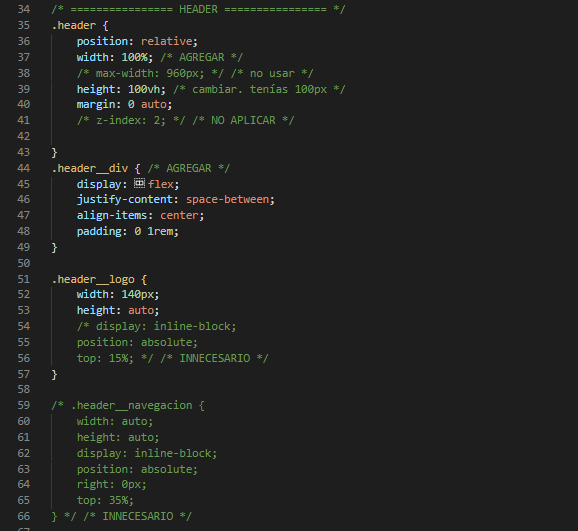 34 /* ================ HEADER ================ */
35 .header {
36 position: relative;
37 width: 100%; /* AGREGAR */
38 /* max-width: 960px; */ /* no usar */
39 height: 100vh; /* cambiar. tenías 100px */
40 margin: 0 auto;
41 /* z-index: 2; */ /* NO APLICAR */
42
43 }
44 .header__div { /* AGREGAR */
45 display: flex;
46 justify-content: space-between;
47 align-items: center;
48 padding: 0 1rem;
49 }
50
51 .header__logo {
52 width: 140px;
53 height: auto;
54 /* display: inline-block;
55 position: absolute;
56 top: 15%; */ /* INNECESARIO */
57 }
58
59 /* .header__navegacion {
60 width: auto;
61 height: auto;
62 display: inline-block;
63 position: absolute;
64 right: 0px;
65 top: 35%;
66 } */ /* INNECESARIO */